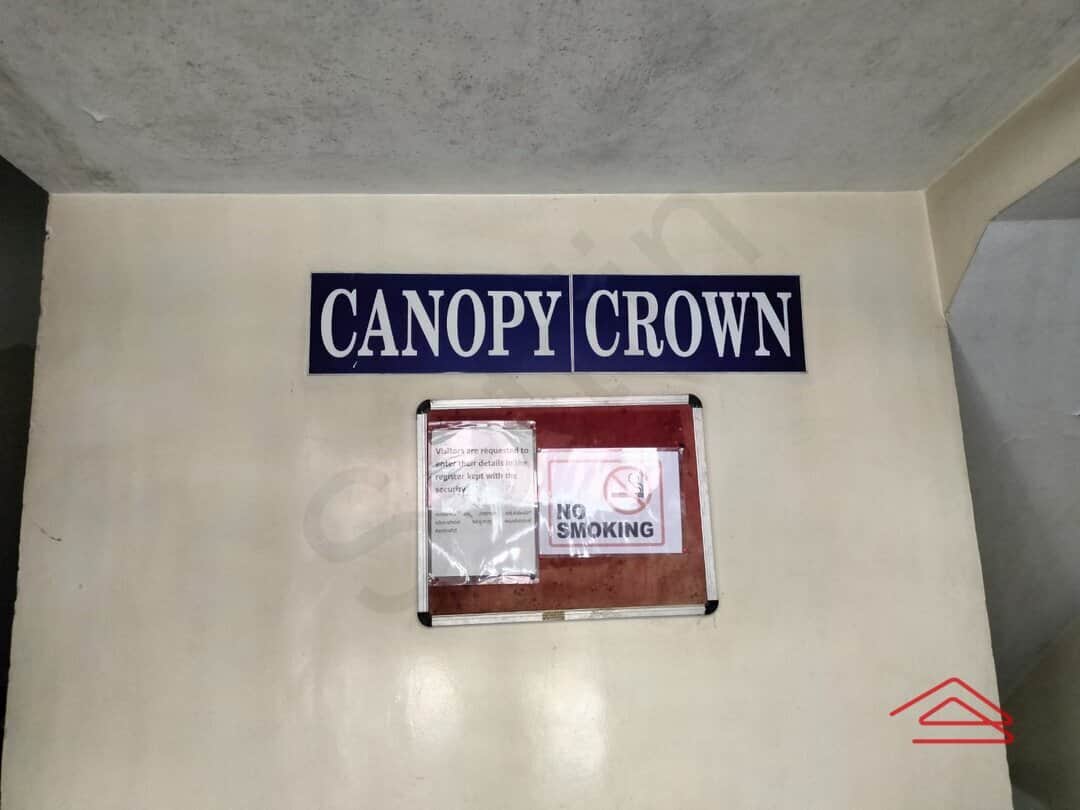 CANOPY CROWN
Visitors are requested to
enter their details in the
register kept with the
security
NO
SMOKING